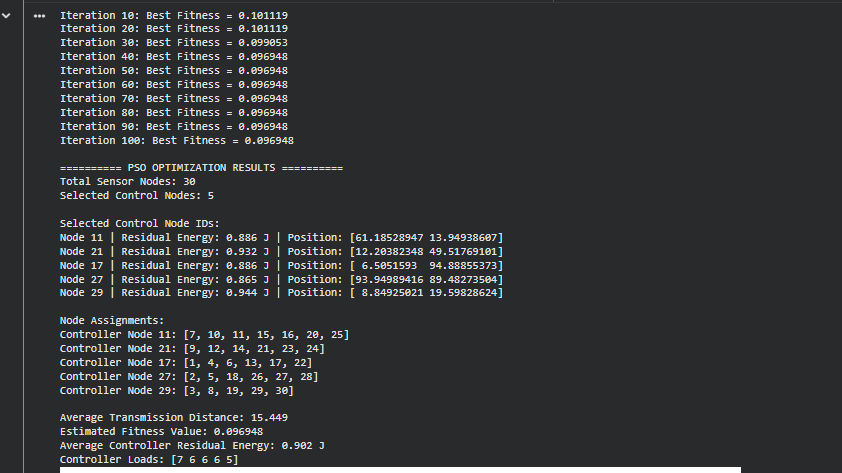 Iteration 10: Best Fitness = 0.101119
Iteration 20: Best Fitness = 0.101119
Iteration 30: Best Fitness = 0.099053
Iteration 40: Best Fitness = 0.096948
Iteration 50: Best Fitness = 0.096948
Iteration 60: Best Fitness = 0.096948
Iteration 70: Best Fitness = 0.096948
Iteration 80: Best Fitness = 0.096948
Iteration 90: Best Fitness = 0.096948
Iteration 100: Best Fitness = 0.096948
========== PSO OPTIMIZATION RESULTS ==========
Total Sensor Nodes: 30
Selected Control Nodes: 5
Selected Control Node IDs:
Node 11 | Residual Energy: 0.886 J | Position: [61.18528947 13.94938607]
Node 21 | Residual Energy: 0.932 J | Position: [12.20382348 49.51769101]
Node 17 | Residual Energy: 0.886 J | Position: [ 6.5051593  94.88855373]
Node 27 | Residual Energy: 0.865 J | Position: [93.94989416 89.48273504]
Node 29 | Residual Energy: 0.944 J | Position: [ 8.84925021 19.59828624]
Node Assignments:
Controller Node 11: [7, 10, 11, 15, 16, 20, 25]
Controller Node 21: [9, 12, 14, 21, 23, 24]
Controller Node 17: [1, 4, 6, 13, 17, 22]
Controller Node 27: [2, 5, 18, 26, 27, 28]
Controller Node 29: [3, 8, 19, 29, 30]
Average Transmission Distance: 15.449
Estimated Fitness Value: 0.096948
Average Controller Residual Energy: 0.902 J
Controller Loads: [7 6 6 6 5]